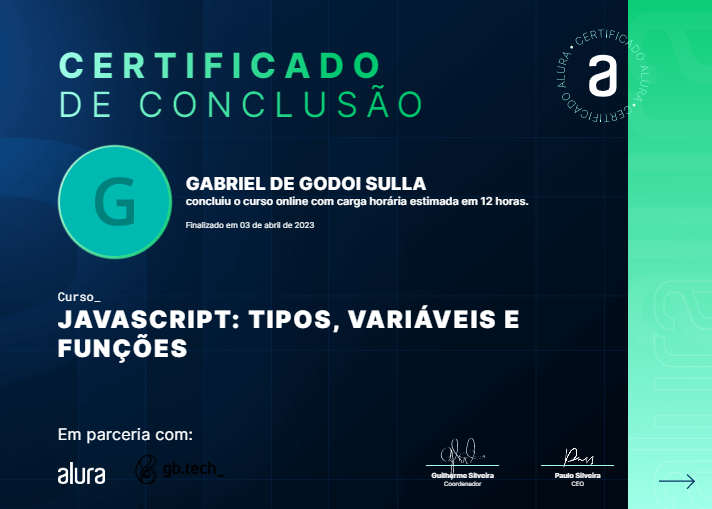 CERTIFICADO
DE CONCLUSÃO
CERTIFICADO ALURA • CERTIFICADO ALURA •
a
G
GABRIEL DE GODOI SULLA
concluiu o curso online com carga horária estimada em 12 horas.
Finalizado em 03 de abril de 2023
Curso_
JAVASCRIPT: TIPOS, VARIÁVEIS E
FUNÇÕES
Em parceria com:
alura
gb.tech_
Guilherme Silveira
Coordenador
Paulo Silveira
CEO
alura